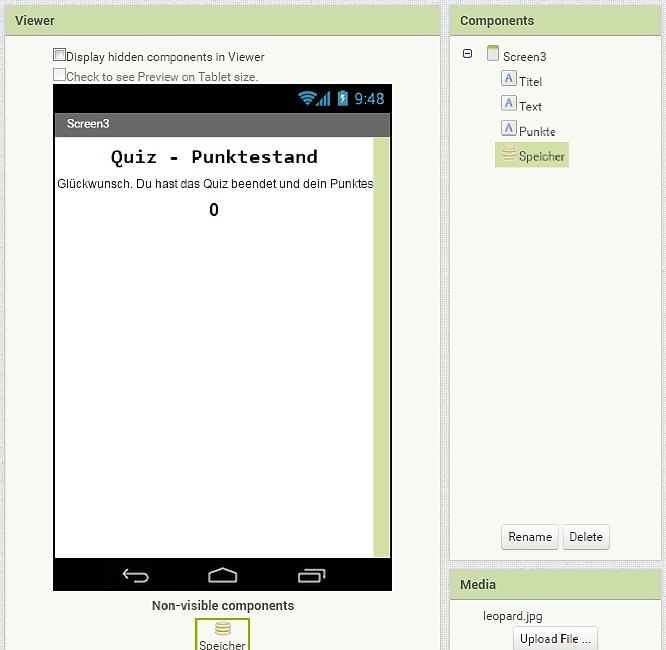 Viewer
Display hidden components in Viewer
Check to see Preview on Tablet size.
9:48
Screen3
Quiz - Punktestand
Glückwunsch. Du hast das Quiz beendet und dein Punktes
0
Non-visible components
Speicher
Components
Screen3
A Titel
A Text
A Punkte
Speicher
Rename Delete
Media
leopard.jpg
Upload File ...